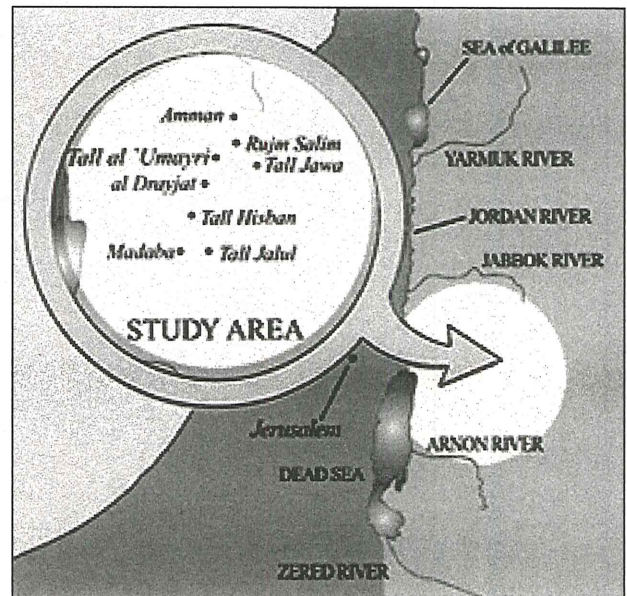 SEA of GALILEE
Amman
Rujm Salim
Tall al `Umayri
Tall Jawa
YARMUK RIVER
al Drayjat
Tall Hisban
JORDAN RIVER
Madaba
Tall Jalul
JABBOK RIVER
STUDY AREA
Jerusalem
ARNON RIVER
DEAD SEA
ZERED RIVER